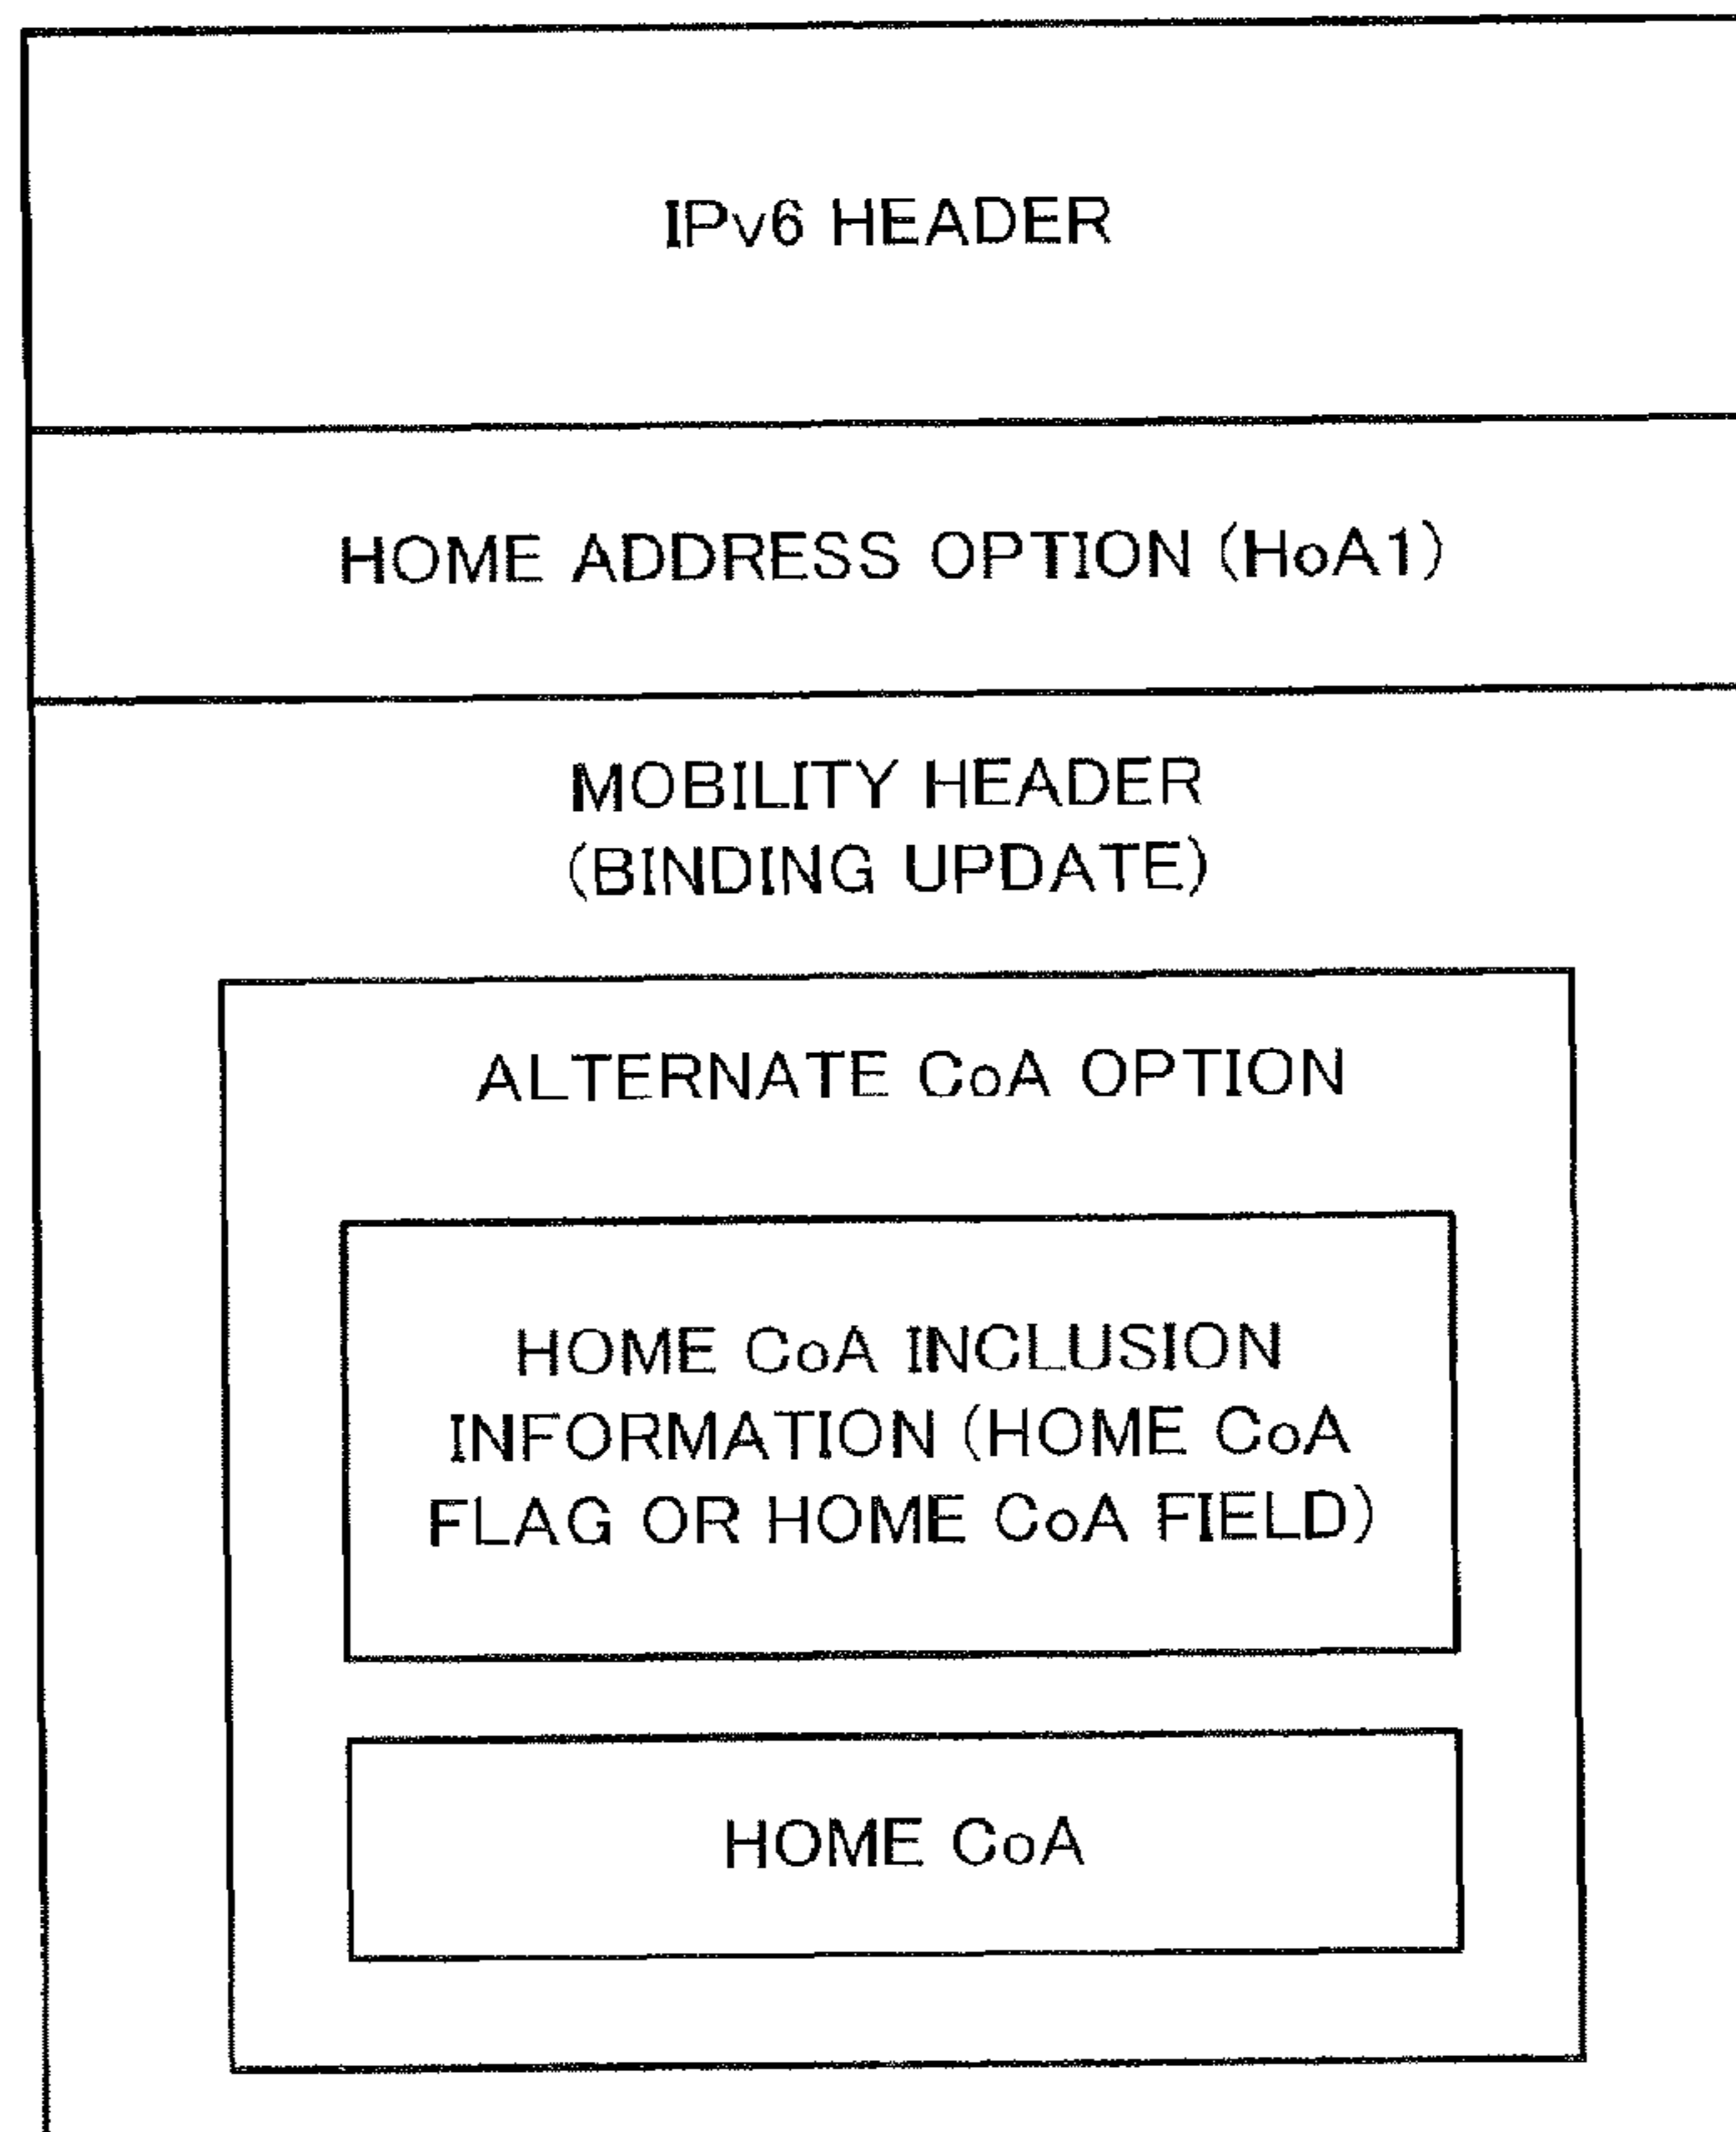 IPv6 HEADER
HOME ADDRESS OPTION (HoA1)
MOBILITY HEADER
(BINDING UPDATE)
ALTERNATE CoA OPTION
HOME CoA INCLUSION
INFORMATION (HOME CoA
FLAG OR HOME CoA FIELD)
HOME CoA